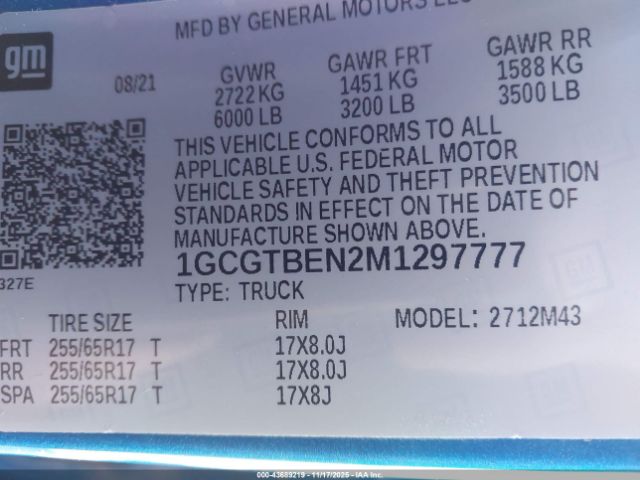 MFD BY GENERAL MOTORS LLC
gm
08/21
GVWR GAWR FRT GAWR RR
2722 KG 1451 KG 1588 KG
6000 LB 3200 LB 3500 LB
THIS VEHICLE CONFORMS TO ALL
APPLICABLE U.S. FEDERAL MOTOR
VEHICLE SAFETY AND THEFT PREVENTION
STANDARDS IN EFFECT ON THE DATE OF
MANUFACTURE SHOWN ABOVE.
1GCGTBEN2M1297777
327E
TYPE: TRUCK
TIRE SIZE RIM MODEL: 2712M43
FRT 255/65R17 T 17X8.0J
RR 255/65R17 T 17X8.0J
SPA 255/65R17 T 17X8J
000-43689219 - 11/17/2025 - IAA Inc.